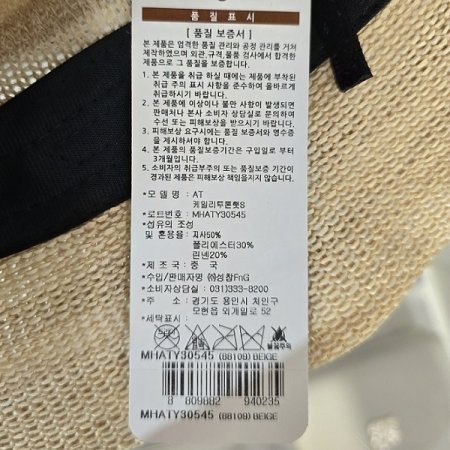 품질표시
[ 품질 보증서 ]
본 제품은 엄격한 품질 관리와 공정 관리를 거쳐
제작하였으며 외관,규격,물품 검사에서 합격한
제품으로 그 품질을 보증합니다.
1. 본 제품을 취급 하실 때에는 제품에 부착된
취급 주의 표시 사항을 준수하여 올바르게
취급하시기 바랍니다.
2. 본 제품에 이상이나 불만 사항이 발생되면
판매처나 본사 소비자 상담실로 문의하여
수선 또는 피해보상을 받으시기 바랍니다.
3. 피해보상 요구시에는 품질 보증서와 영수증
을 제시하셔야 합니다.
4. 본 제품의 품질보증기간은 구입일로 부터
3개월입니다.
5. 소비자의 취급부주의 또는 품질보증 기간이
경과된 제품은 피해보상 책임을지지 않습니다.
*모델명 : AT
케일리투톤햇S
*로트번호 : MHATY30545
*섬유의 조성
및 혼용율 : 지사50%
폴리에스터30%
린넨20%
*제조국 : 중 국
*수입/판매자명 : ㈜성창FnG
*소비자상담실 : 031)333-8200
*주소 : 경기도 용인시 처인구
모현읍 외개일로 52
*세탁표시 :
MHATY30545 (88109) BEIGE
8 809882 940235
MHATY30545 (88109) BEIGE